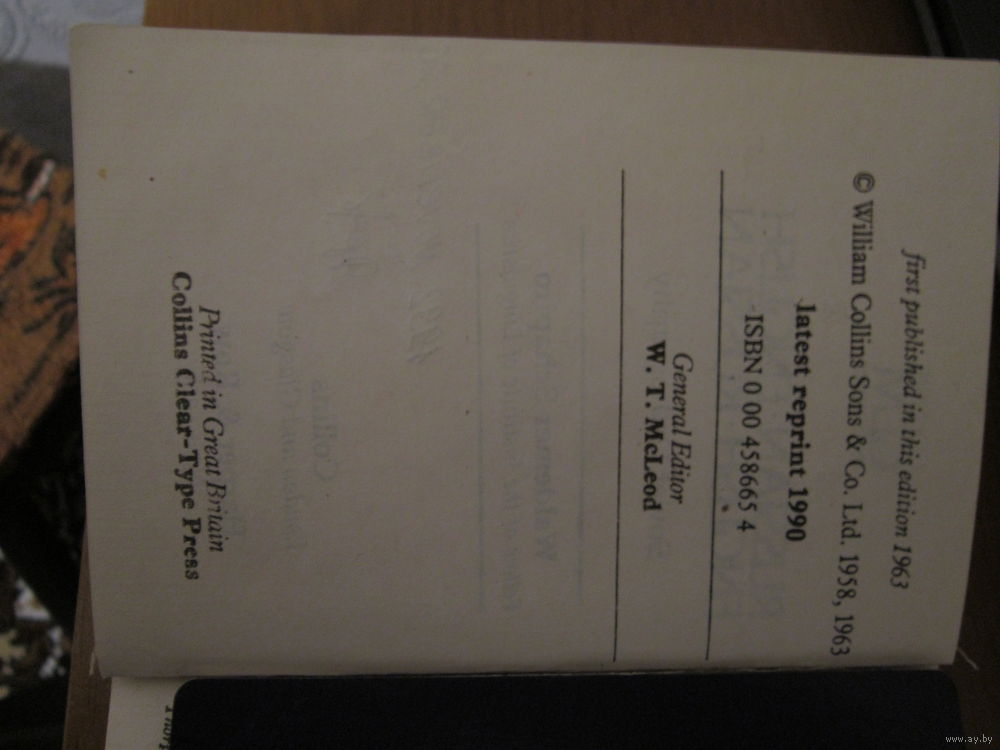 first published in this edition 1963
© William Collins Sons & Co. Ltd. 1958, 1963
latest reprint 1990
ISBN 0 00 458665 4
General Editor
W. T. McLeod
Printed in Great Britain
Collins Clear-Type Press
www.ay.by